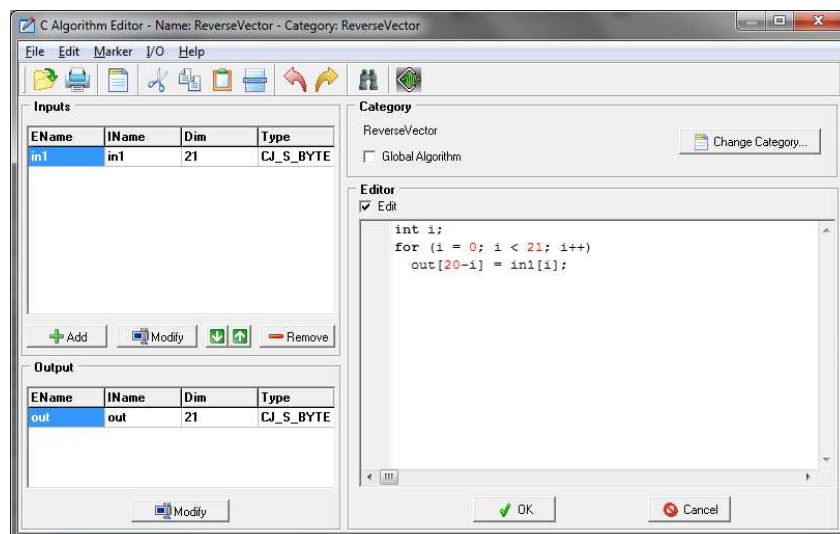 C Algorithm Editor - Name: ReverseVector - Category: ReverseVector
File Edit Marker I/O Help
Inputs
EName IName Dim Type
in1 in1 21 CJ_S_BYTE
Add Modify Remove
Output
EName IName Dim Type
out out 21 CJ_S_BYTE
Modify
Category
ReverseVector
Global Algorithm
Change Category...
Editor
Edit
int i;
for (i = 0; i < 21; i++)
out[20-i] = in1[i];
OK Cancel